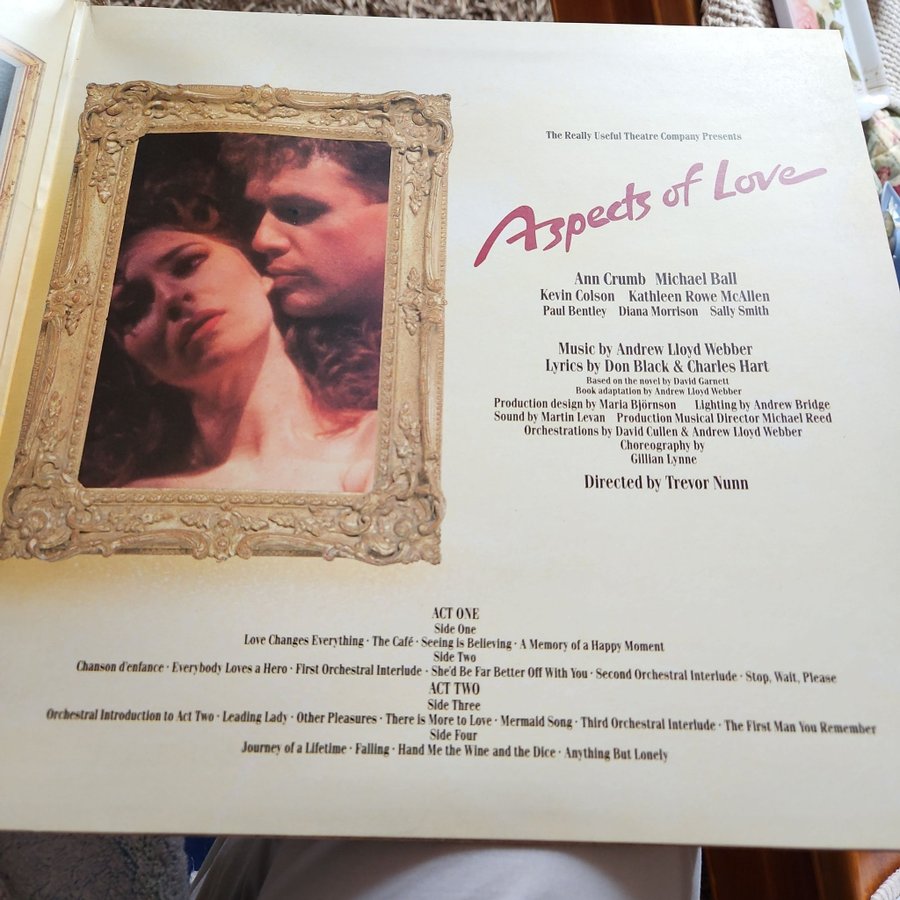 The Really Useful Theatre Company Presents
Aspects of Love
Ann Crumb Michael Ball
Kevin Colson Kathleen Rowe McAllen
Paul Bentley Diana Morrison Sally Smith
Music by Andrew Lloyd Webber
Lyrics by Don Black & Charles Hart
Based on the novel by David Garnett
Book adaptation by Andrew Lloyd Webber
Production design by Maria Björnson Lighting by Andrew Bridge
Sound by Martin Levan Production Musical Director Michael Reed
Orchestrations by David Cullen & Andrew Lloyd Webber
Choreography by
Gillian Lynne
Directed by Trevor Nunn
ACT ONE
Side One
Love Changes Everything · The Café · Seeing is Believing · A Memory of a Happy Moment
Side Two
Chanson d'enfance · Everybody Loves a Hero · First Orchestral Interlude · She'd Be Far Better Off With You · Second Orchestral Interlude · Stop, Wait, Please
ACT TWO
Side Three
Orchestral Introduction to Act Two · Leading Lady · Other Pleasures · There is More to Love · Mermaid Song · Third Orchestral Interlude · The First Man You Remember
Side Four
Journey of a Lifetime · Falling · Hand Me the Wine and the Dice · Anything But Lonely